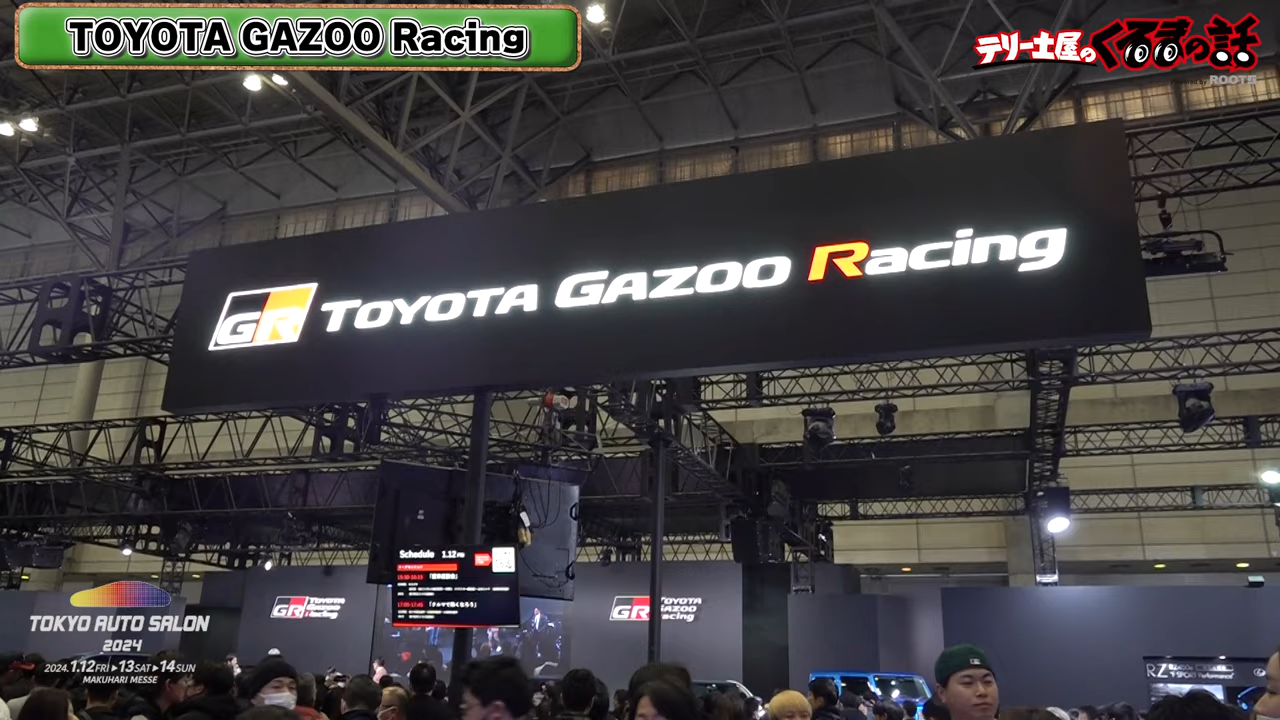 TOYOTA GAZOO Racing
テリー土屋のくるまの話
ROOTS
GR TOYOTA GAZOO Racing
Schedule 1.12 FRI
GR TOYOTA GAZOO Racing
GR TOYOTA GAZOO Racing
TOYOTA AUTO SALON
2024
2024. 1.12 FRI ▸ 13 SAT ▸ 14 SUN
MAKUHARI MESSE
RZ